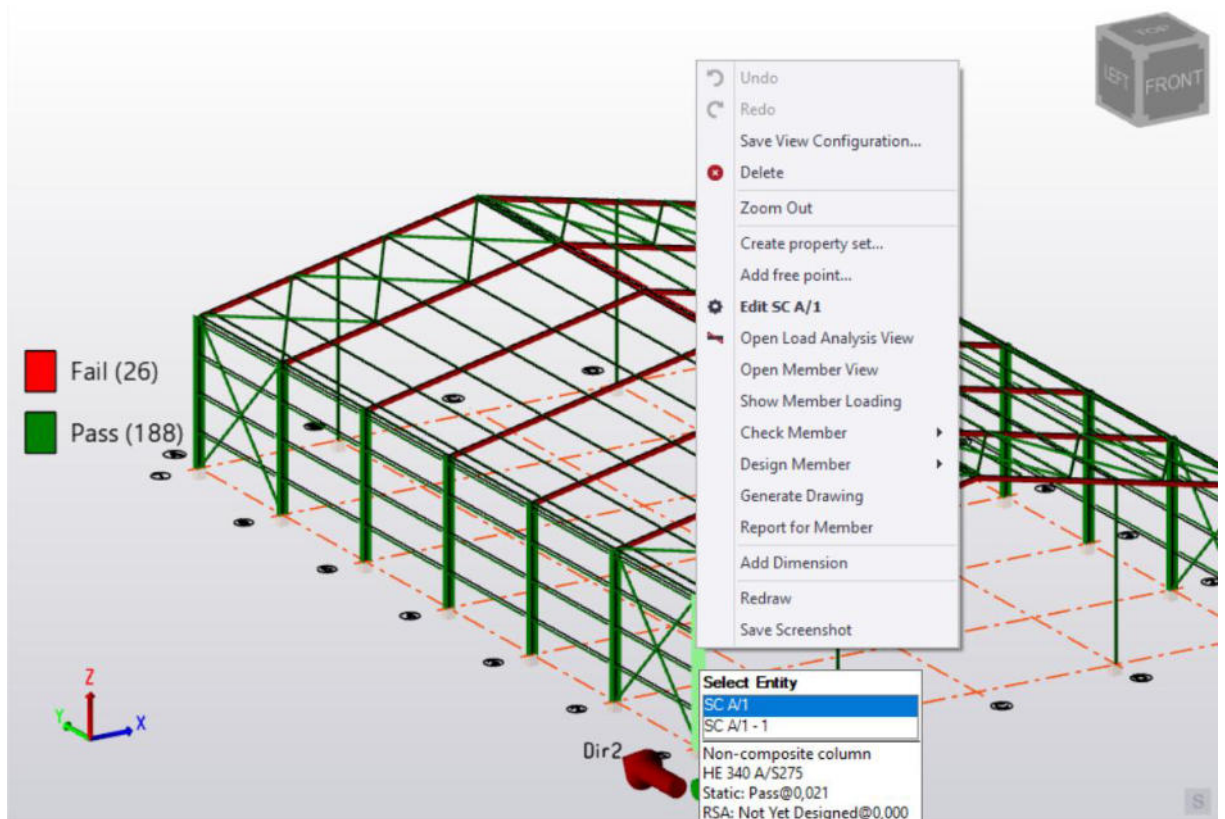 TOP
LEFT
FRONT
Undo
Redo
Save View Configuration...
Delete
Zoom Out
Create property set...
Add free point...
Edit SC A/1
Open Load Analysis View
Open Member View
Show Member Loading
Check Member
Design Member
Generate Drawing
Report for Member
Add Dimension
Redraw
Save Screenshot
Fail (26)
Pass (188)
Z
Y
X
Dir2
Select Entity
SC A/1
SC A/1 - 1
Non-composite column
HE 340 A/S275
Static: Pass@0,021
RSA: Not Yet Designed@0,000
S